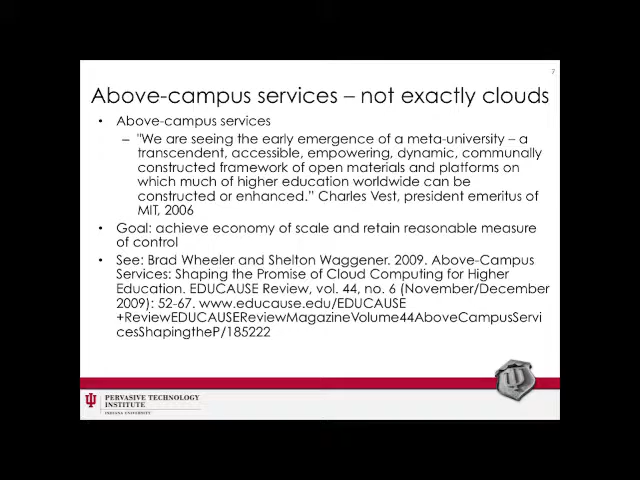 7
Above-campus services – not exactly clouds
• Above-campus services
– "We are seeing the early emergence of a meta-university – a
transcendent, accessible, empowering, dynamic, communally
constructed framework of open materials and platforms on
which much of higher education worldwide can be
constructed or enhanced." Charles Vest, president emeritus of
MIT, 2006
• Goal: achieve economy of scale and retain reasonable measure
of control
• See: Brad Wheeler and Shelton Waggener. 2009. Above-Campus
Services: Shaping the Promise of Cloud Computing for Higher
Education. EDUCAUSE Review, vol. 44, no. 6 (November/December
2009): 52-67. www.educause.edu/EDUCAUSE
+ReviewEDUCAUSEReviewMagazineVolume44AboveCampusServi
cesShapingtheP/185222
PERVASIVE TECHNOLOGY
INSTITUTE
INDIANA UNIVERSITY